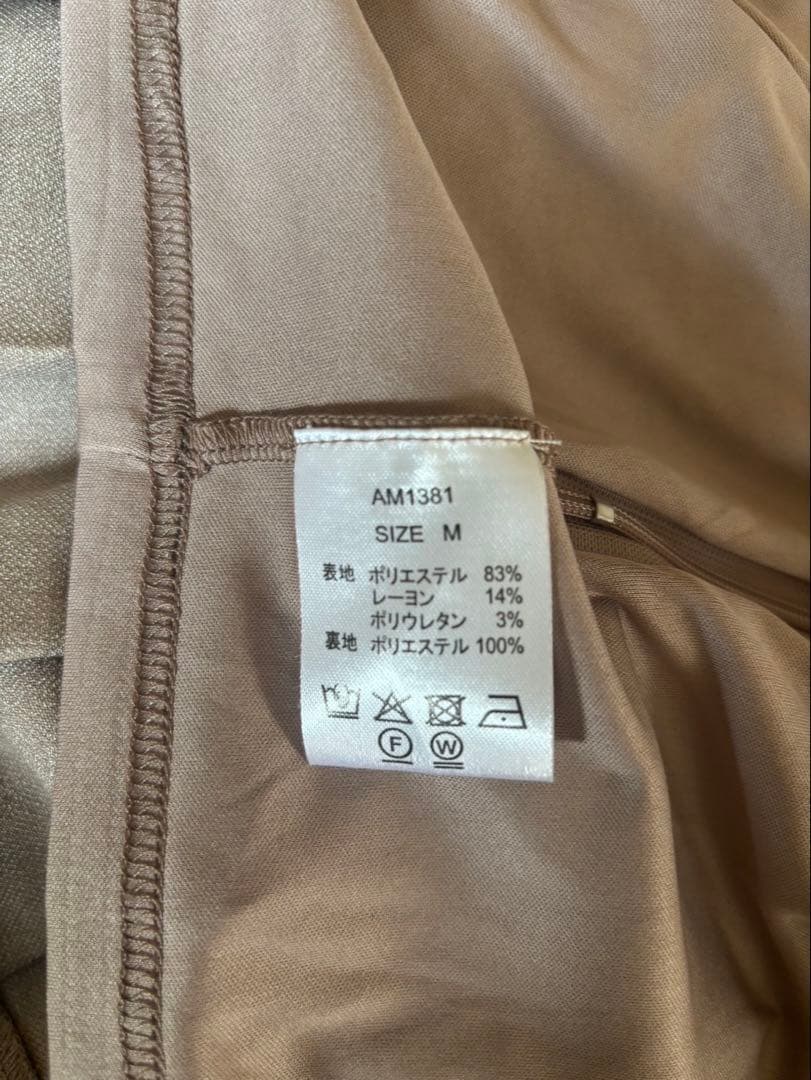 AM1381
SIZE M
表地 ポリエステル 83%
レーヨン 14%
ポリウレタン 3%
裏地 ポリエステル 100%
F W